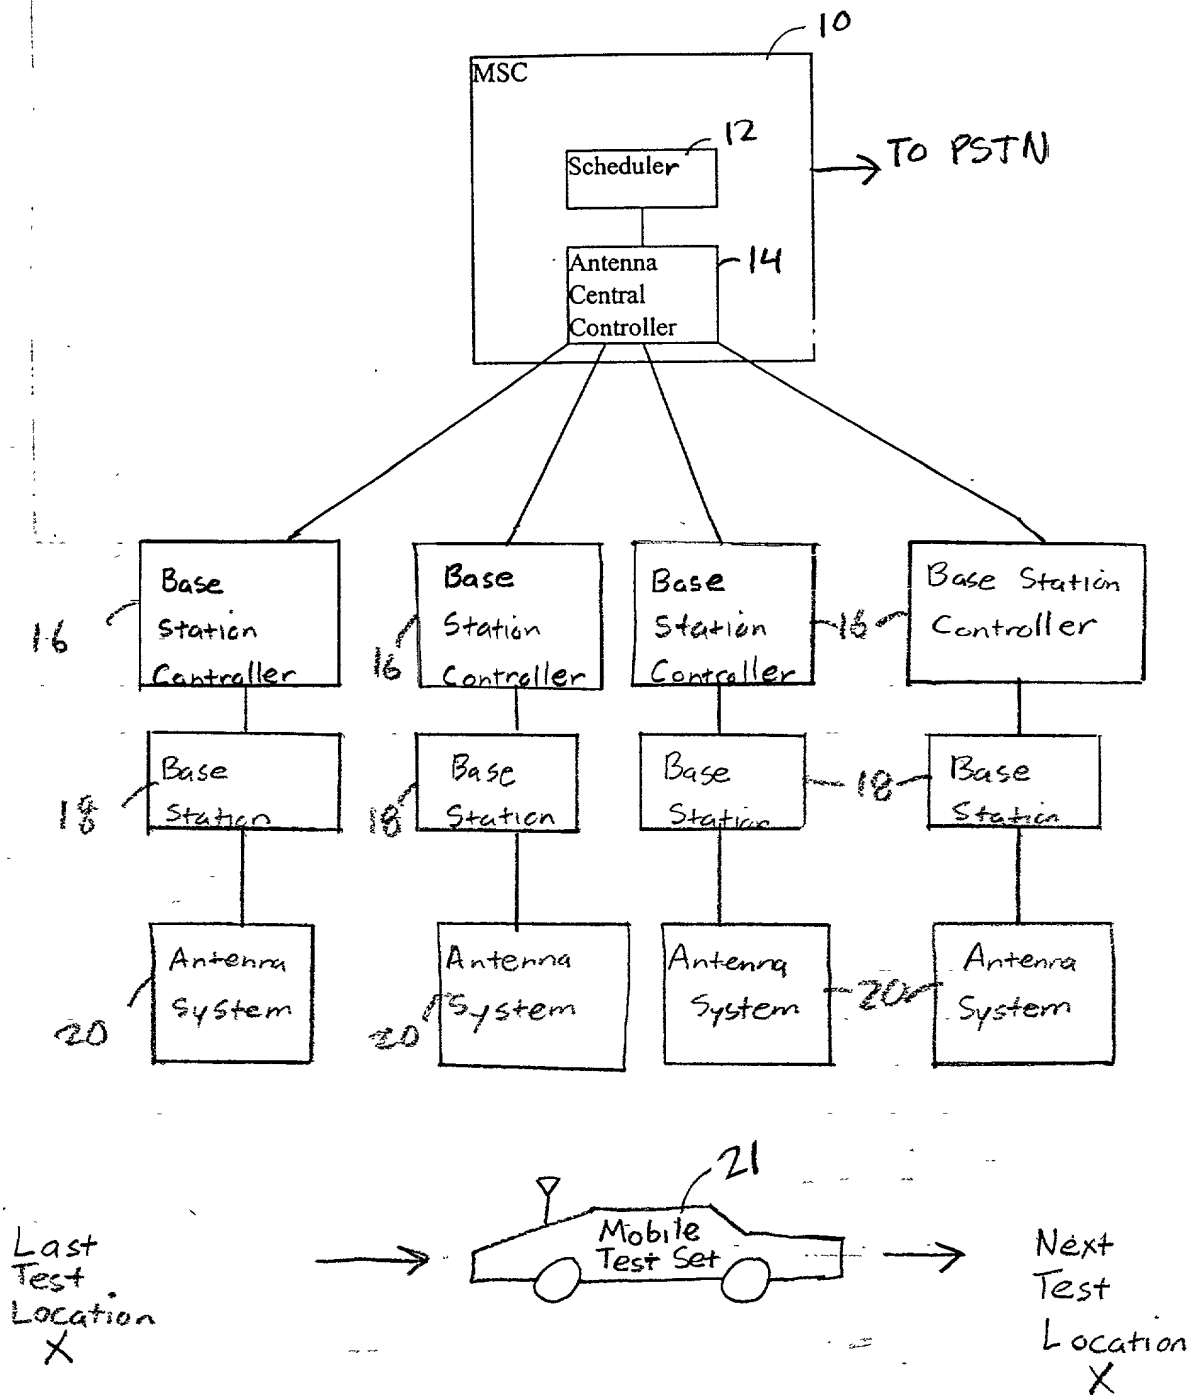 10
MSC
12
Scheduler
TO PSTN
Antenna
Central
Controller
14
Base
Station
Controller
Base
Station
Controller
Base
Station
Controller
Base Station
Controller
16
16
16
Base
Station
Base
Station
Base
Station
Base
Station
18
18
18
Antenna
System
Antenna
System
Antenna
System
Antenna
System
20
20
20
21
Mobile
Test Set
Last
Test
Location
X
Next
Test
Location
X